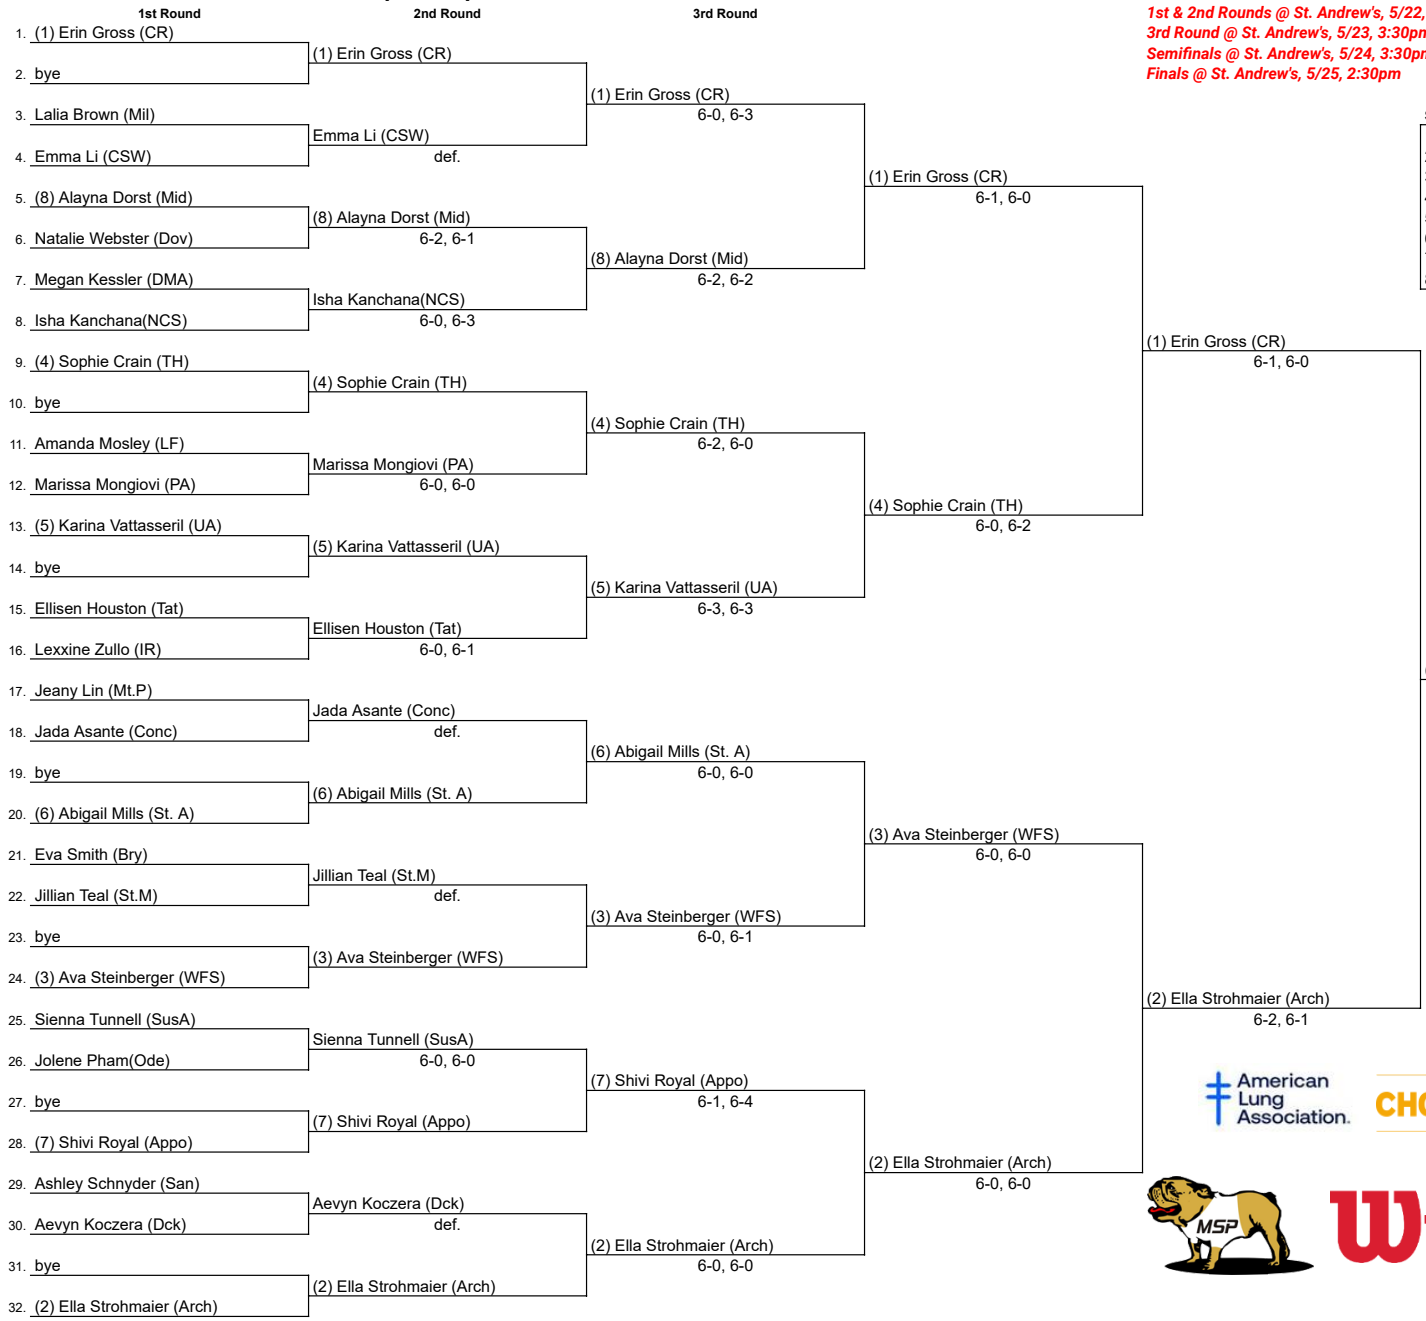 1st Round
2nd Round
3rd Round
1st & 2nd Rounds @ St. Andrew's, 5/22,
3rd Round @ St. Andrew's, 5/23, 3:30pm
Semifinals @ St. Andrew's, 5/24, 3:30pm
Finals @ St. Andrew's, 5/25, 2:30pm
1. (1) Erin Gross (CR)
(1) Erin Gross (CR)
2. bye
(1) Erin Gross (CR)
6-0, 6-3
3. Lalia Brown (Mil)
Emma Li (CSW)
def.
4. Emma Li (CSW)
(1) Erin Gross (CR)
6-1, 6-0
5. (8) Alayna Dorst (Mid)
(8) Alayna Dorst (Mid)
6-2, 6-1
6. Natalie Webster (Dov)
(8) Alayna Dorst (Mid)
6-2, 6-2
7. Megan Kessler (DMA)
Isha Kanchana(NCS)
6-0, 6-3
8. Isha Kanchana(NCS)
(1) Erin Gross (CR)
6-1, 6-0
9. (4) Sophie Crain (TH)
(4) Sophie Crain (TH)
10. bye
(4) Sophie Crain (TH)
6-2, 6-0
11. Amanda Mosley (LF)
Marissa Mongiovi (PA)
6-0, 6-0
12. Marissa Mongiovi (PA)
(4) Sophie Crain (TH)
6-0, 6-2
13. (5) Karina Vattasseril (UA)
(5) Karina Vattasseril (UA)
14. bye
(5) Karina Vattasseril (UA)
6-3, 6-3
15. Ellisen Houston (Tat)
Ellisen Houston (Tat)
6-0, 6-1
16. Lexxine Zullo (IR)
17. Jeany Lin (Mt.P)
Jada Asante (Conc)
def.
18. Jada Asante (Conc)
(6) Abigail Mills (St. A)
6-0, 6-0
19. bye
(6) Abigail Mills (St. A)
20. (6) Abigail Mills (St. A)
(3) Ava Steinberger (WFS)
6-0, 6-0
21. Eva Smith (Bry)
Jillian Teal (St.M)
def.
22. Jillian Teal (St.M)
(3) Ava Steinberger (WFS)
6-0, 6-1
23. bye
(3) Ava Steinberger (WFS)
24. (3) Ava Steinberger (WFS)
(2) Ella Strohmaier (Arch)
6-2, 6-1
25. Sienna Tunnell (SusA)
Sienna Tunnell (SusA)
6-0, 6-0
26. Jolene Pham(Ode)
(7) Shivi Royal (Appo)
6-1, 6-4
27. bye
(7) Shivi Royal (Appo)
28. (7) Shivi Royal (Appo)
(2) Ella Strohmaier (Arch)
6-0, 6-0
29. Ashley Schnyder (San)
Aevyn Koczera (Dck)
def.
30. Aevyn Koczera (Dck)
(2) Ella Strohmaier (Arch)
6-0, 6-0
31. bye
(2) Ella Strohmaier (Arch)
32. (2) Ella Strohmaier (Arch)
American
Lung
Association.
MSP
W